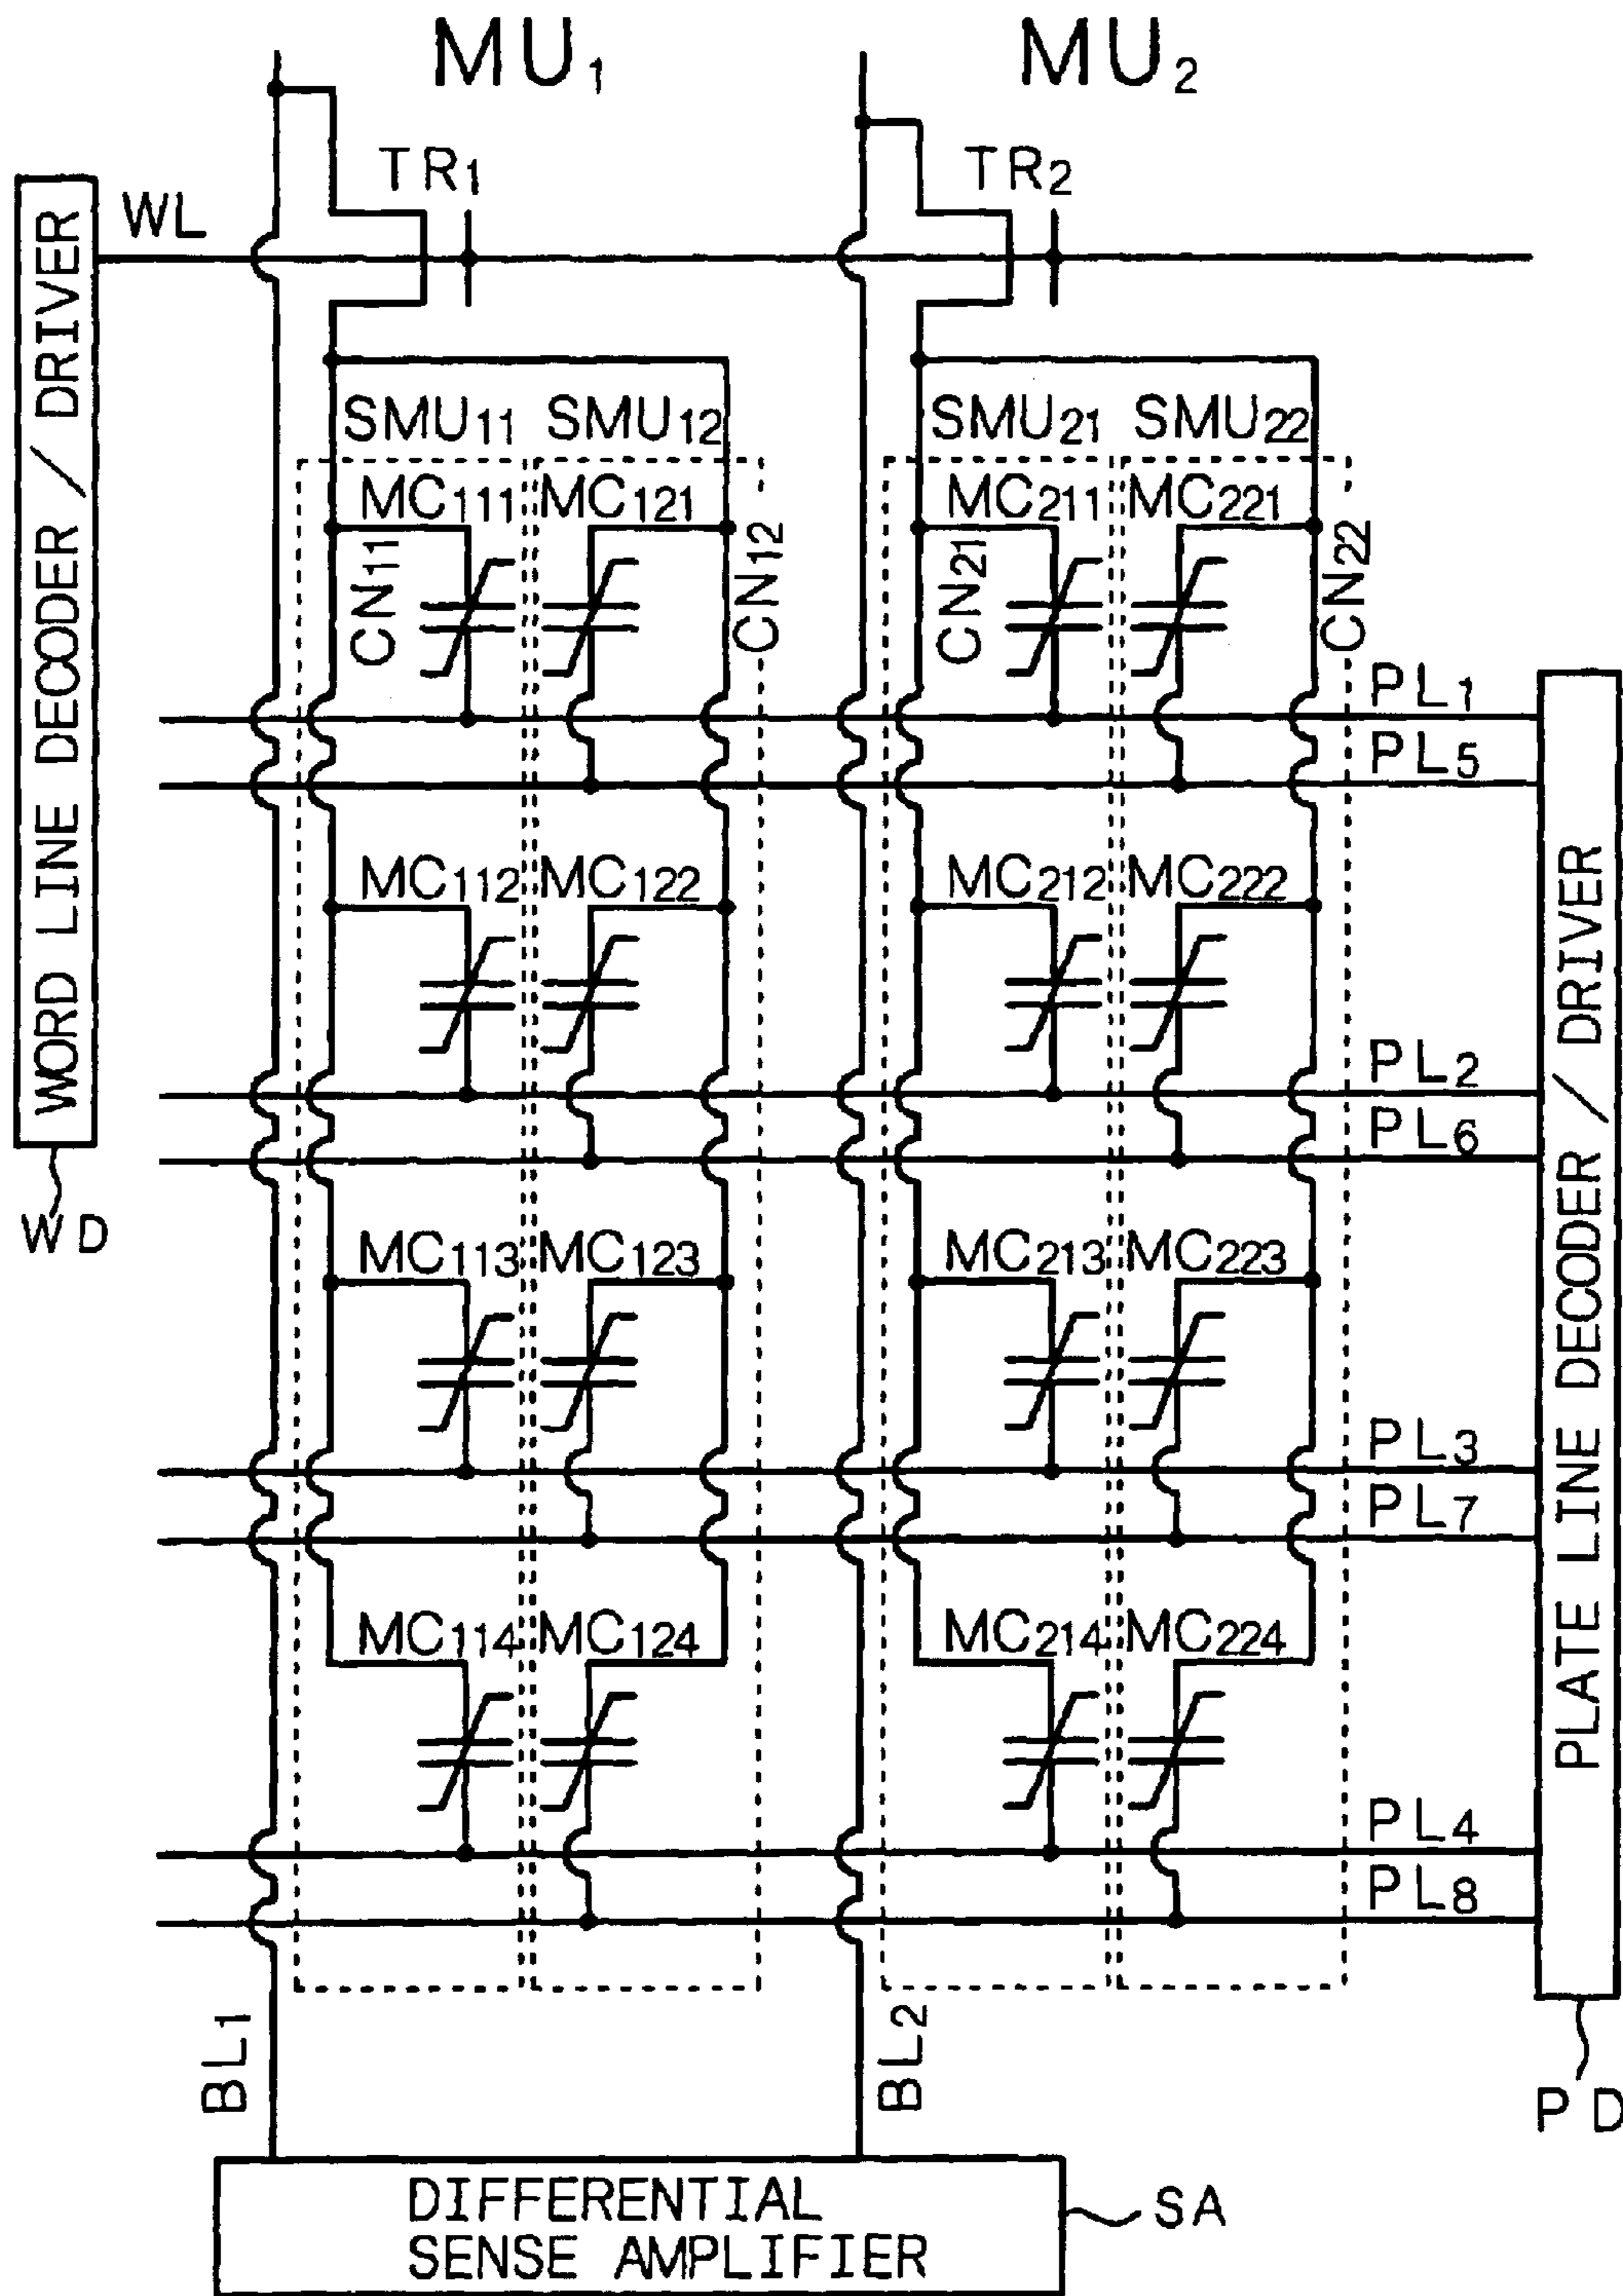 MU1 MU2
TR1 TR2
WL
WORD LINE DECODER / DRIVER
SMU11 SMU12 SMU21 SMU22
MC111 MC121 MC211 MC221
CN11 CN12 CN21 CN22
PL1
PL5
MC112 MC122 MC212 MC222
PL2
PL6
WD
MC113 MC123 MC213 MC223
PL3
PL7
MC114 MC124 MC214 MC224
PL4
PL8
PLATE LINE DECODER / DRIVER
BL1 BL2
PD
DIFFERENTIAL
SENSE AMPLIFIER
SA